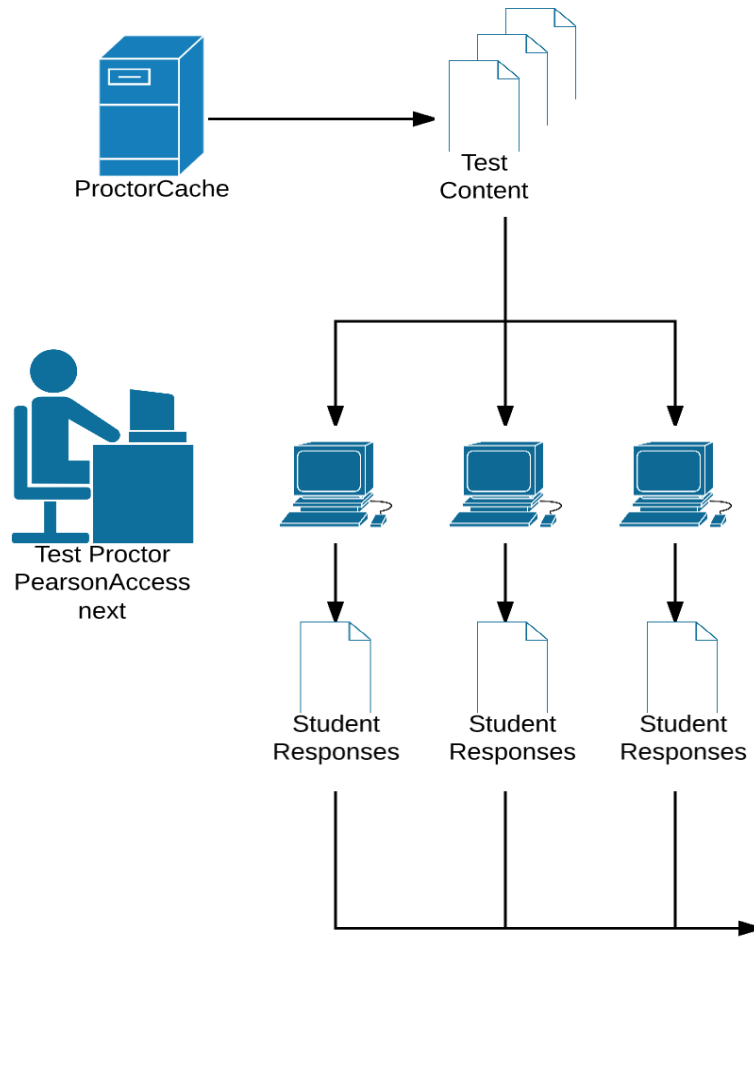 ProctorCache
Test
Content
Test Proctor
PearsonAccess
next
Student
Responses
Student
Responses
Student
Responses